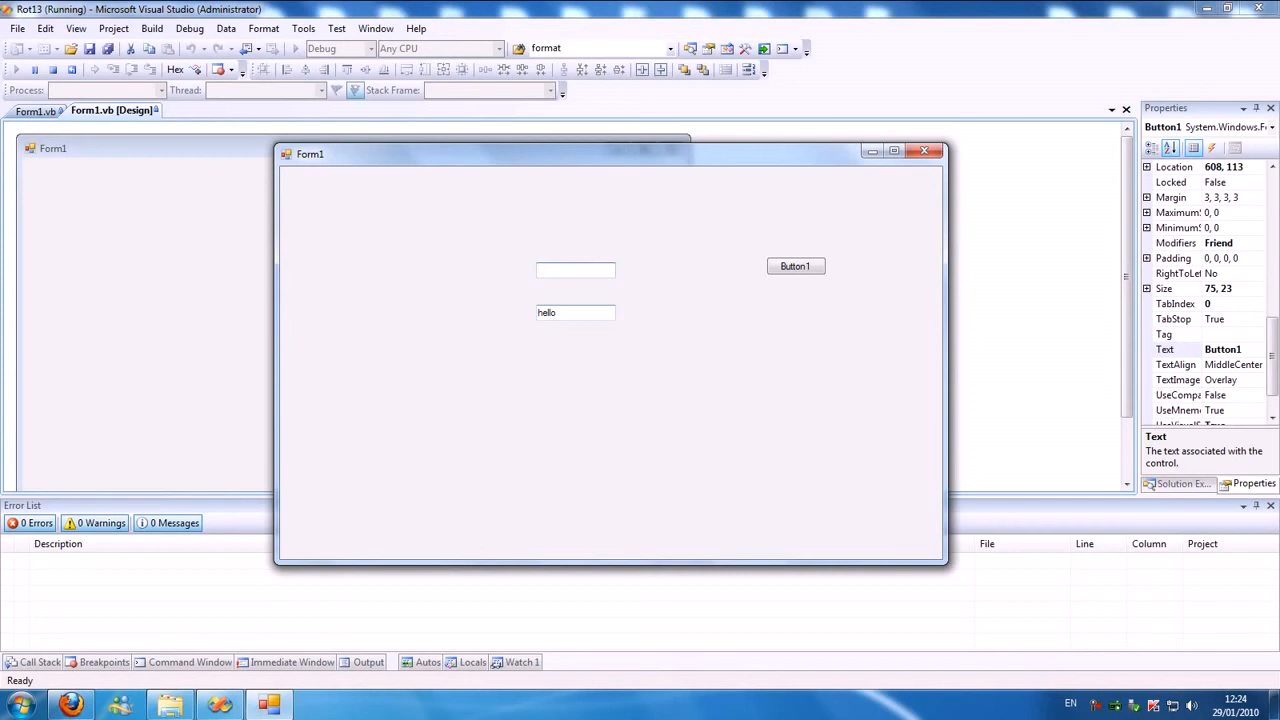 Rot13 (Running) - Microsoft Visual Studio (Administrator)
File Edit View Project Build Debug Data Format Tools Test Window Help
Debug Any CPU format
Hex
Process: Thread: Stack Frame:
Form1.vb Form1.vb [Design]
Form1
Form1
Button1
hello
Properties
Button1 System.Windows.F
Location 608, 113
Locked False
Margin 3, 3, 3, 3
Maximum 0, 0
Minimum 0, 0
Modifiers Friend
Padding 0, 0, 0, 0
RightToLef No
Size 75, 23
TabIndex 0
TabStop True
Tag
Text Button1
TextAlign MiddleCenter
TextImage Overlay
UseCompa False
UseMnem True
Text
The text associated with the
control.
Solution Ex... Properties
Error List
0 Errors 0 Warnings 0 Messages
Description File Line Column Project
Call Stack Breakpoints Command Window Immediate Window Output Autos Locals Watch 1
Ready
EN 12:24
29/01/2010